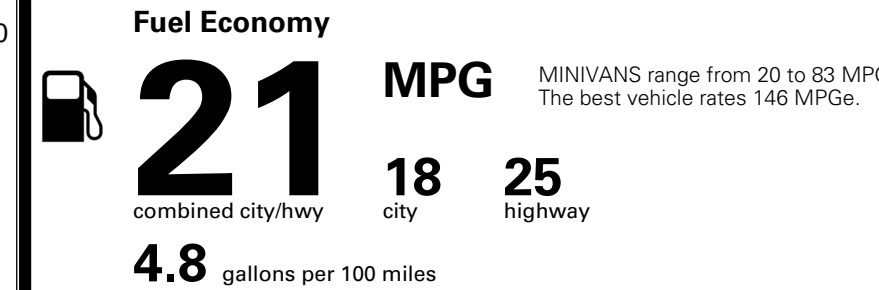 Fuel Economy
21
MPG
MINIVANS range from 20 to 83
The best vehicle rates 146 MPGe.
18
25
combined city/hwy
city
highway
4.8 gallons per 100 miles